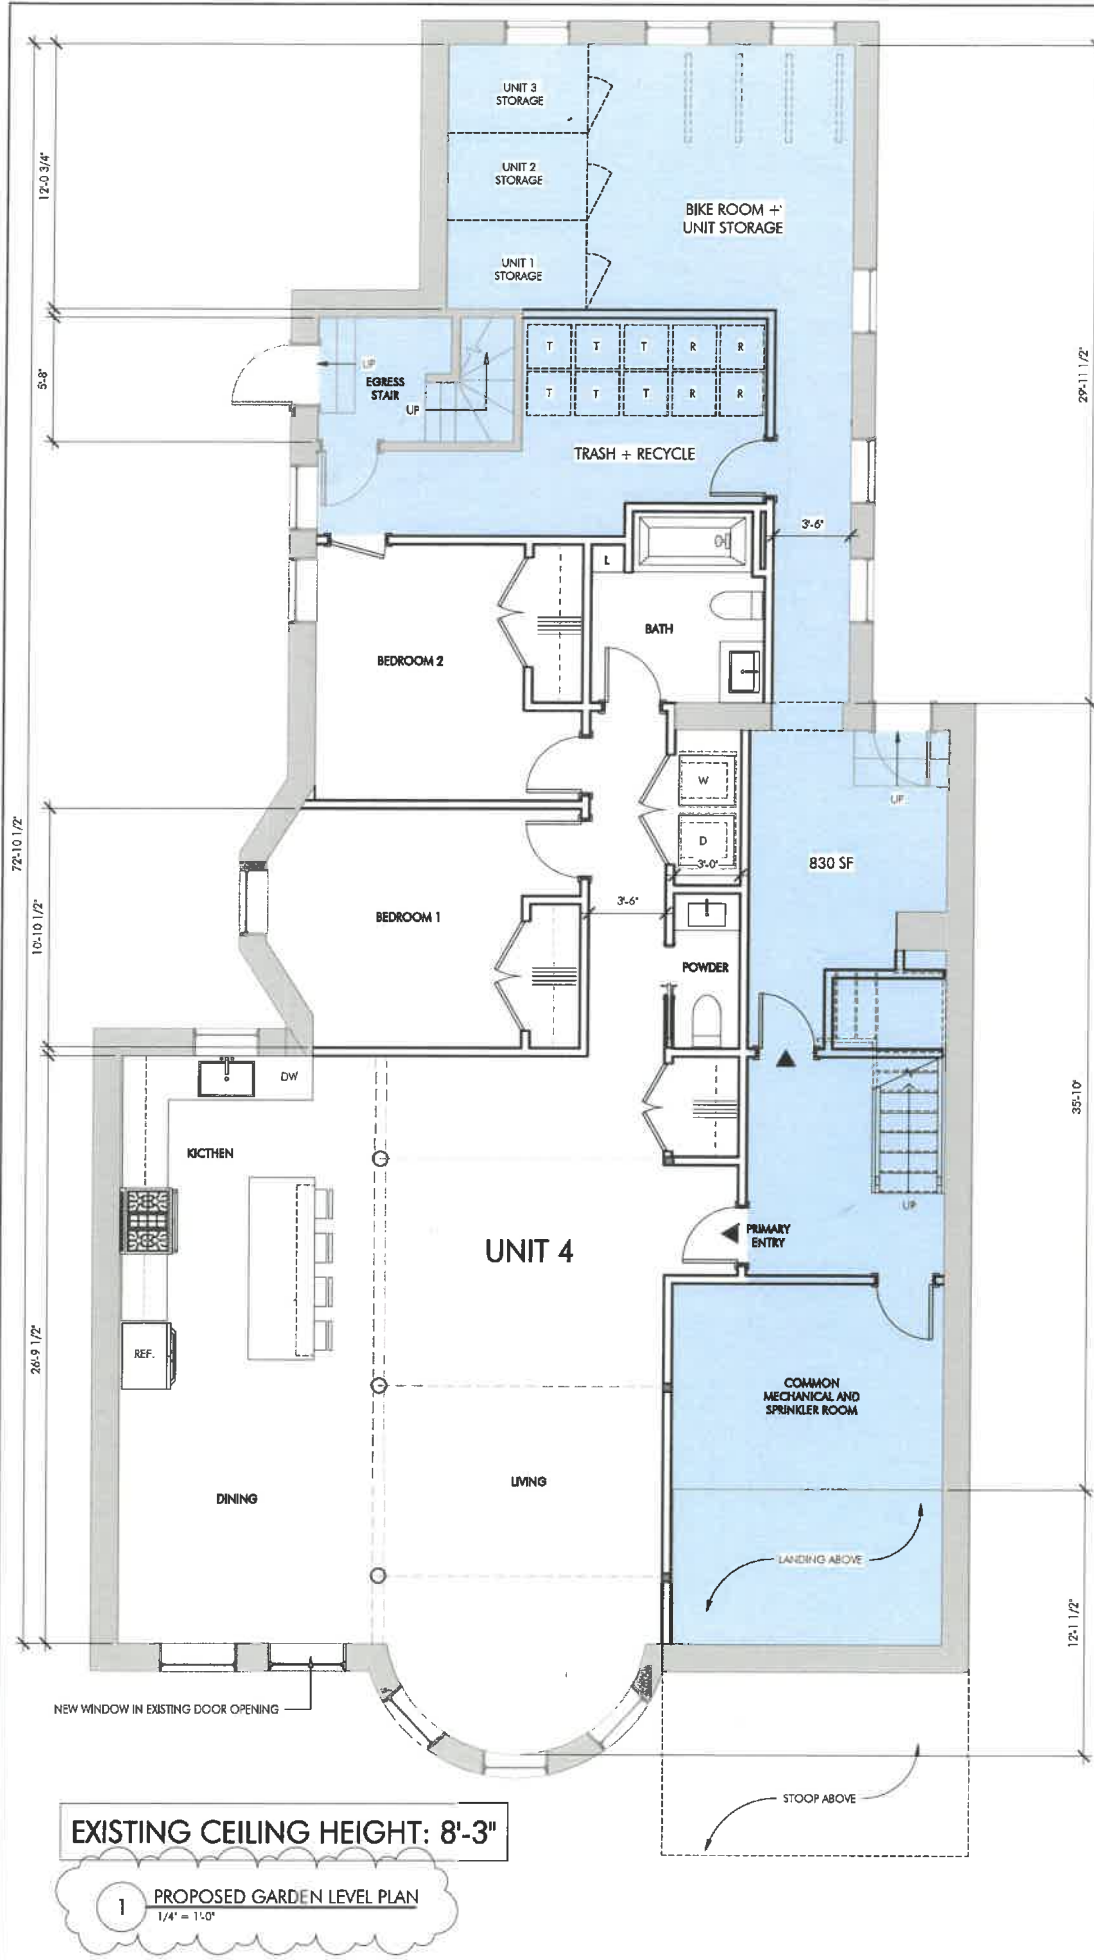 UNIT 3
STORAGE
UNIT 2
STORAGE
UNIT 1
STORAGE
BIKE ROOM +
UNIT STORAGE
12'-0 3/4"
5'-8"
29'-11 1/2"
UP
EGRESS
STAIR
UP
T T T R R
T T T R R
TRASH + RECYCLE
3'-6"
L
BATH
BEDROOM 2
W
D
3'-0"
UP
830 SF
72'-10 1/2"
10'-10 1/2"
BEDROOM 1
3'-6"
POWDER
DW
KICTHEN
35'-10"
UP
PRIMARY
ENTRY
UNIT 4
26'-9 1/2"
REF.
COMMON
MECHANICAL AND
SPRINKLER ROOM
LIVING
DINING
LANDING ABOVE
12'-1 1/2"
NEW WINDOW IN EXISTING DOOR OPENING
STOOP ABOVE
EXISTING CEILING HEIGHT: 8'-3"
1 PROPOSED GARDEN LEVEL PLAN
1/4" = 1'-0"